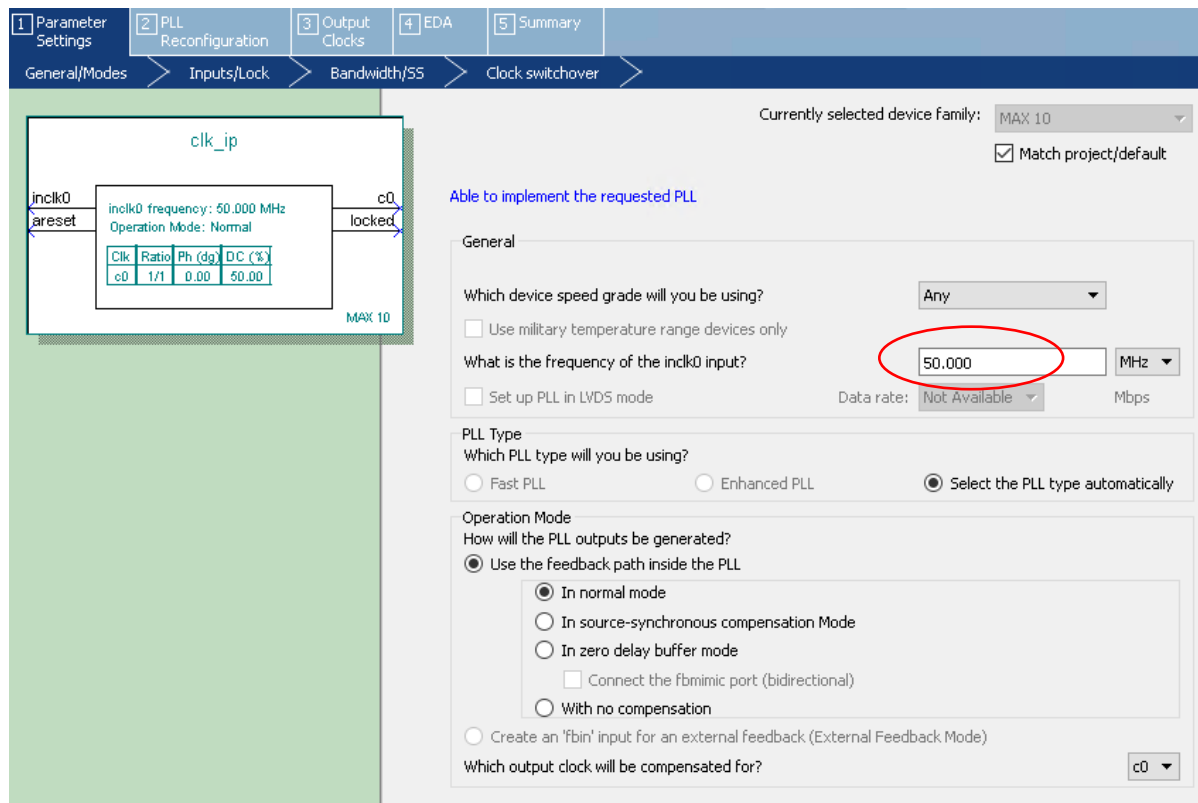 1 Parameter Settings
2 PLL Reconfiguration
3 Output Clocks
4 EDA
5 Summary
General/Modes
Inputs/Lock
Bandwidth/SS
Clock switchover
clk_ip
inclk0
areset
inclk0 frequency: 50.000 MHz
Operation Mode: Normal
Clk Ratio Ph (dg) DC (%)
c0 1/1 0.00 50.00
c0
locked
MAX 10
Currently selected device family: MAX 10
Match project/default
Able to implement the requested PLL
General
Which device speed grade will you be using? Any
Use military temperature range devices only
What is the frequency of the inclk0 input? 50.000 MHz
Set up PLL in LVDS mode Data rate: Not Available Mbps
PLL Type
Which PLL type will you be using?
Fast PLL Enhanced PLL Select the PLL type automatically
Operation Mode
How will the PLL outputs be generated?
Use the feedback path inside the PLL
In normal mode
In source-synchronous compensation Mode
In zero delay buffer mode
Connect the fbmimic port (bidirectional)
With no compensation
Create an 'fbin' input for an external feedback (External Feedback Mode)
Which output clock will be compensated for? c0